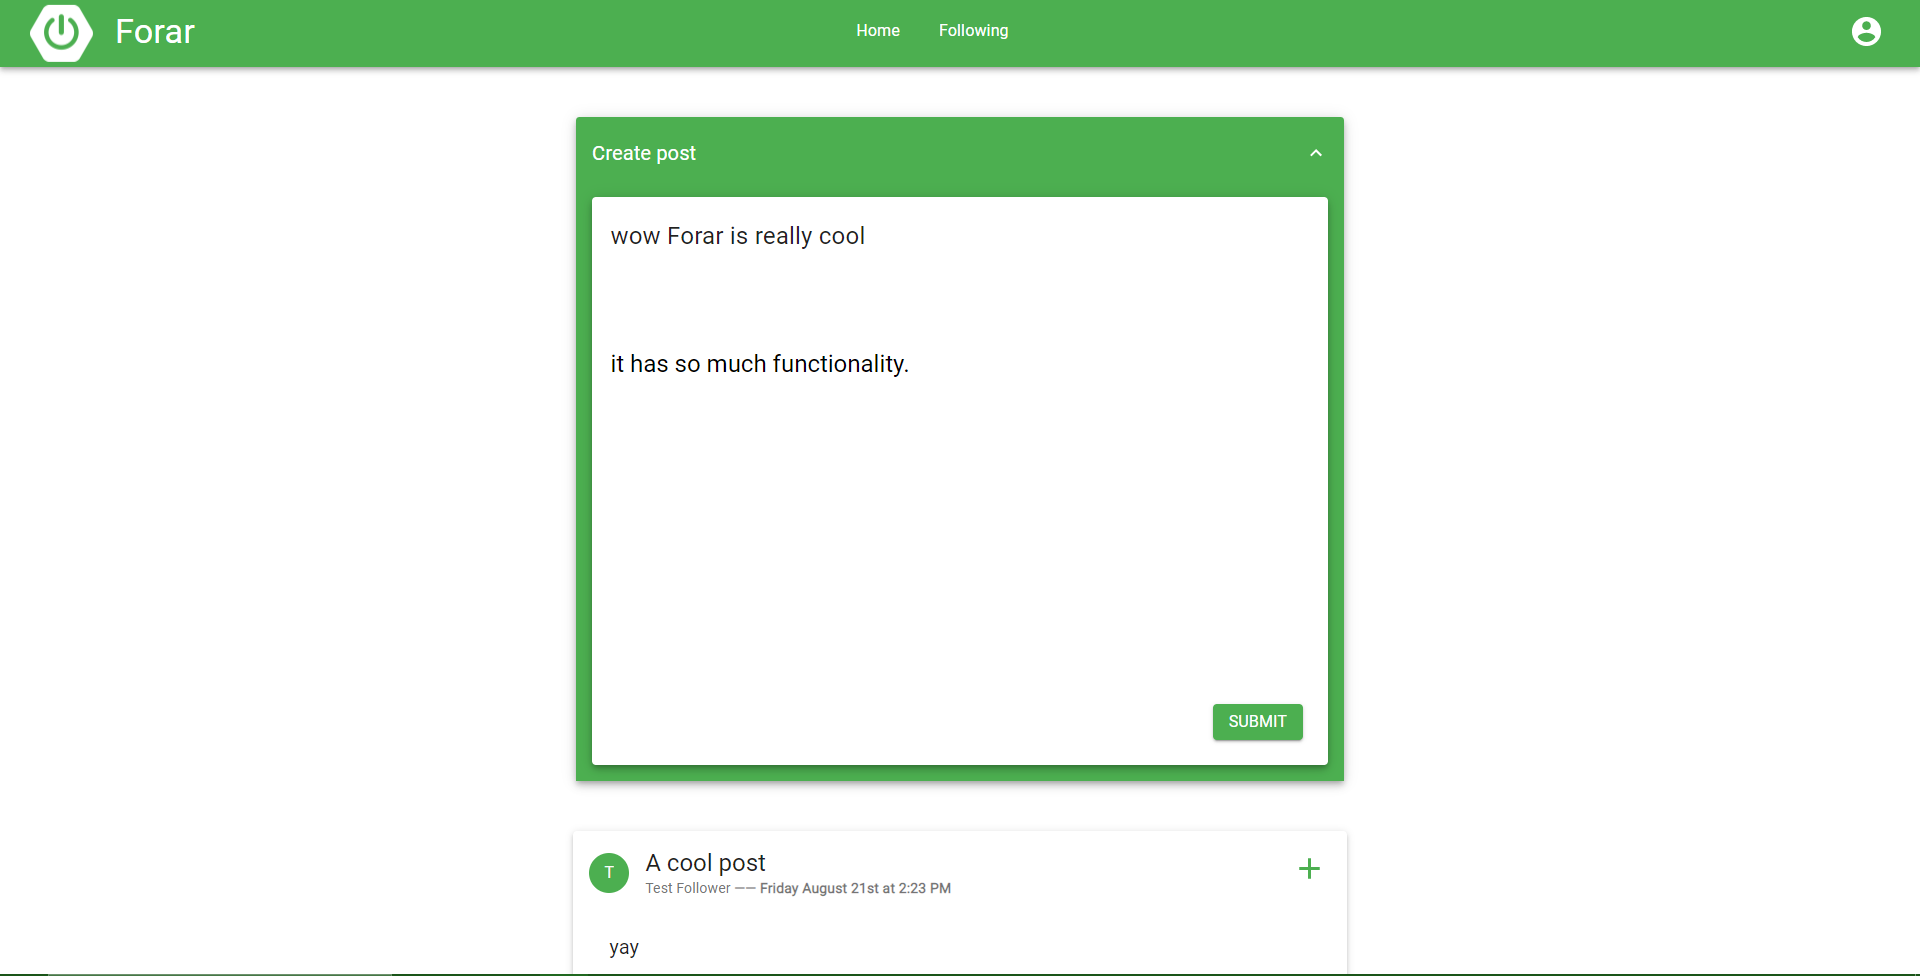 Forar
Home
Following
Create post
wow Forar is really cool
it has so much functionality.
SUBMIT
T
A cool post
Test Follower —— Friday August 21st at 2:23 PM
yay